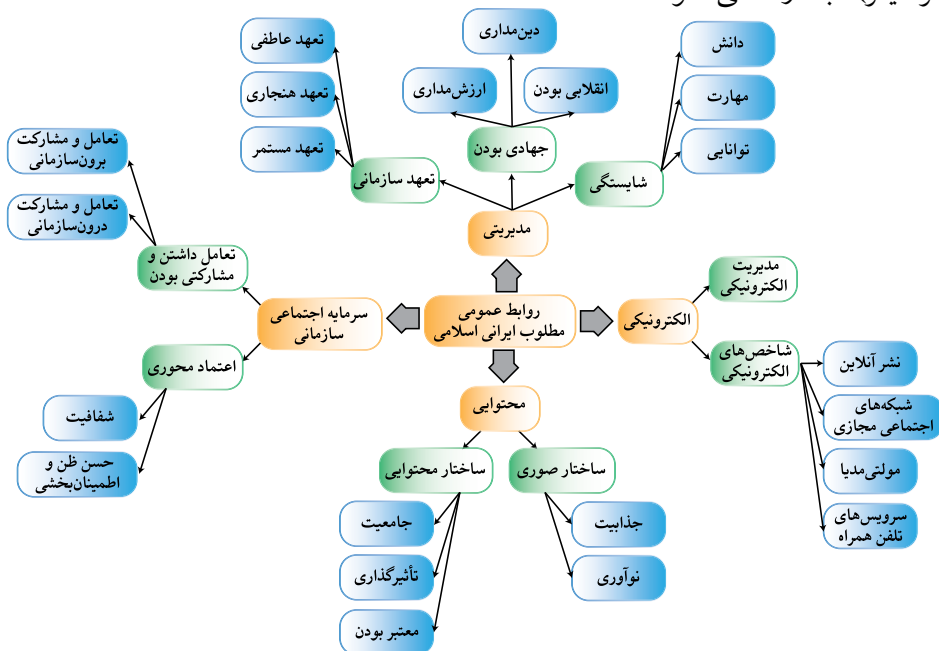 دین‌مداری
تعهد عاطفی
دانش
ارزش‌مداری
انقلابی بودن
تعهد هنجاری
مهارت
جهادی بودن
تعهد مستمر
توانایی
تعهد سازمانی
شایستگی
مدیریتی
تعامل و مشارکت
برون‌سازمانی
تعامل و مشارکت
درون‌سازمانی
تعامل داشتن و
مشارکتی بودن
سرمایه اجتماعی
سازمانی
روابط عمومی
مطلوب ایرانی اسلامی
الکترونیکی
مدیریت
الکترونیکی
شاخص‌های
الکترونیکی
نشر آنلاین
شبکه‌های
اجتماعی مجازی
مولتی‌مدیا
سرویس‌های
تلفن همراه
اعتماد محوری
شفافیت
حسن ظن و
اطمینان‌بخشی
محتوایی
ساختار محتوایی
ساختار صوری
جامعیت
تأثیرگذاری
معتبر بودن
جذابیت
نوآوری